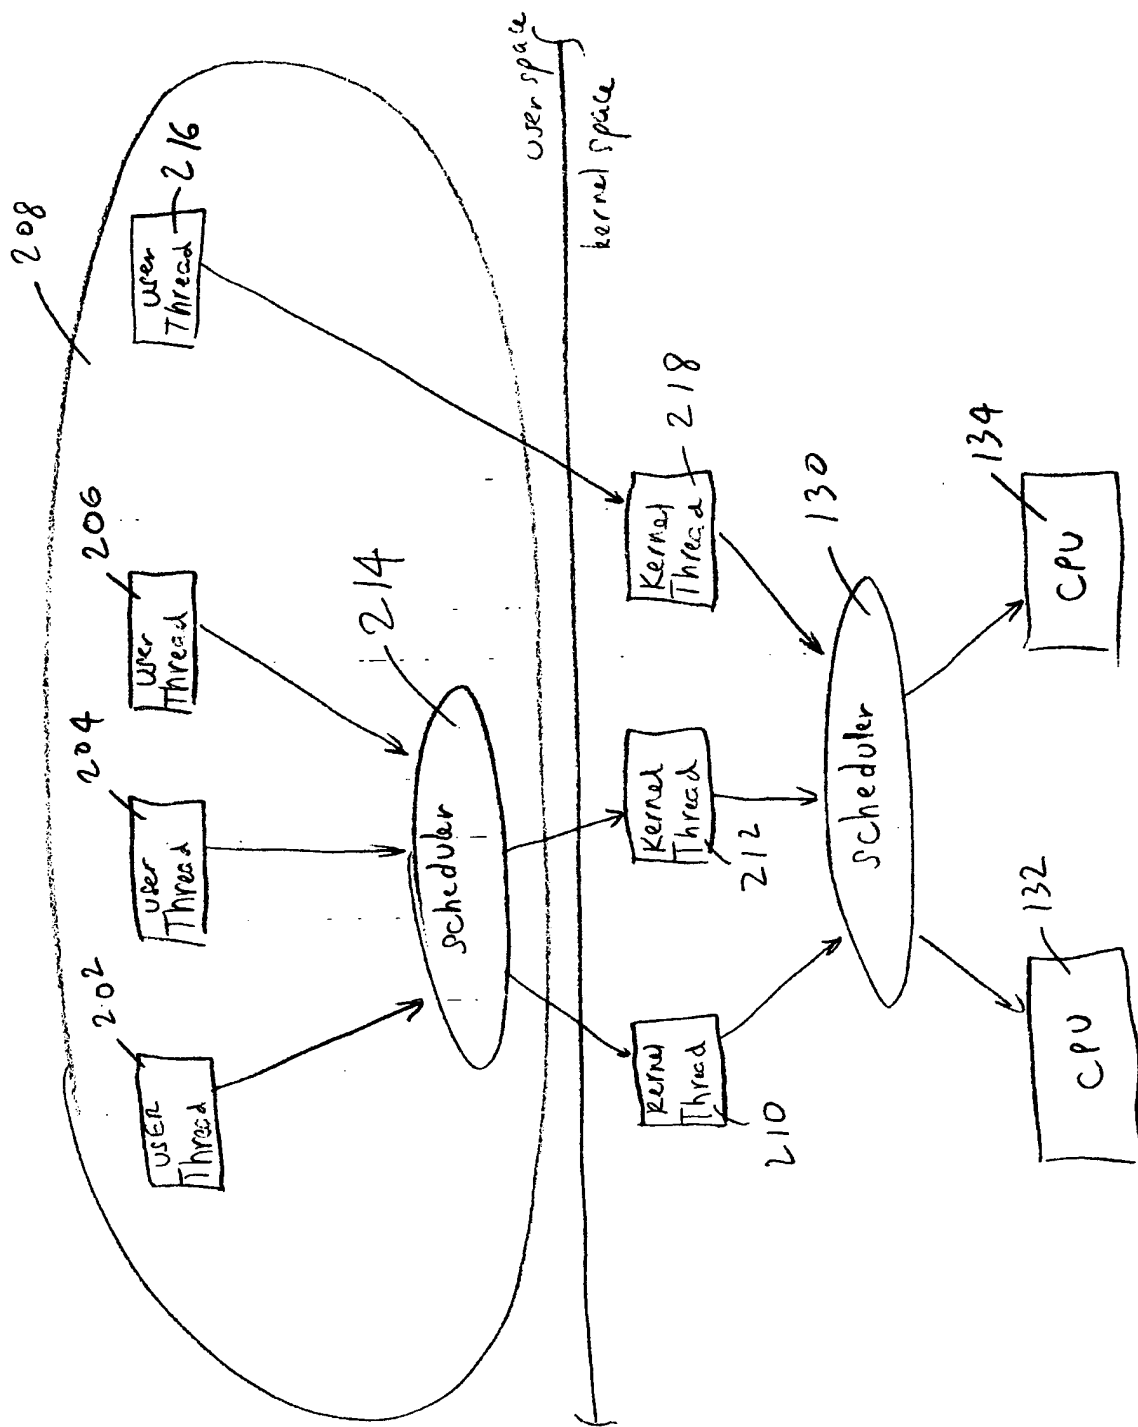 208
USER
Thread
202
user
Thread
204
user
Thread
206
user
Thread
216
scheduler
214
user space
kernel space
kernel
Thread
210
Kernel
Thread
212
Kernel
Thread
218
scheduler
130
CPU
132
CPU
134